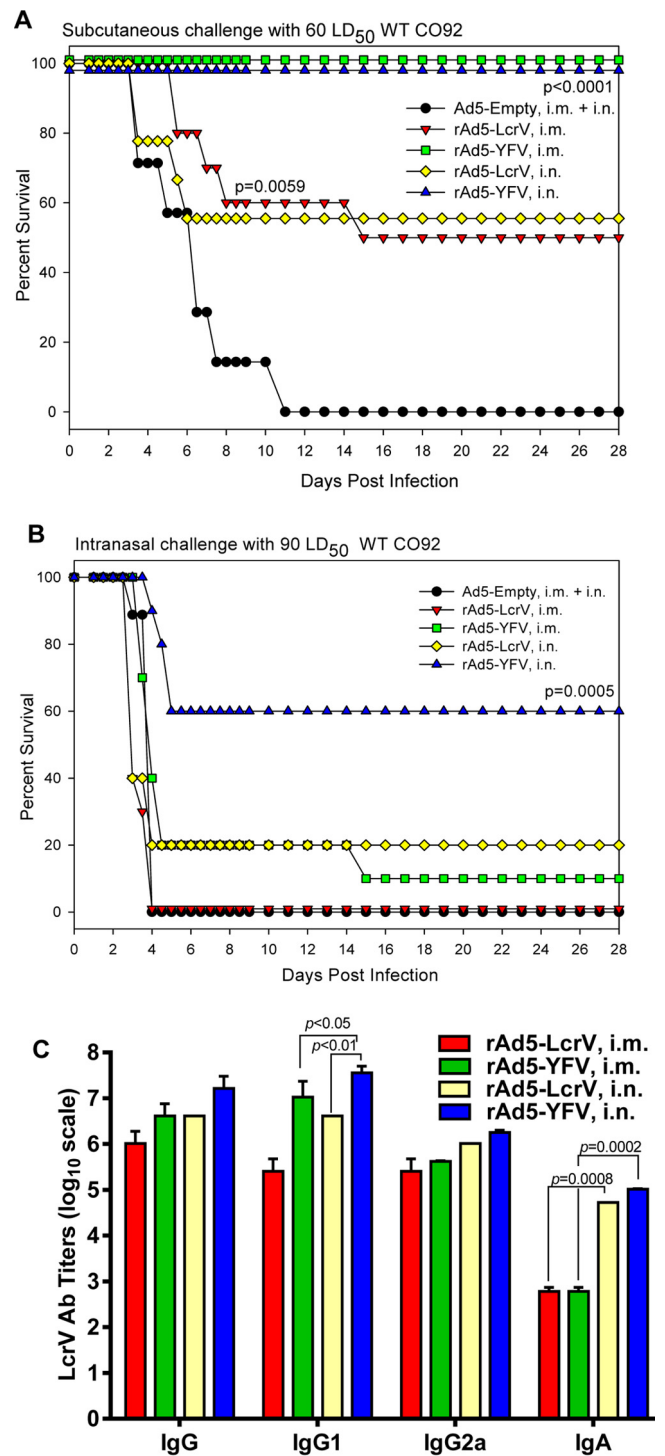 A
Subcutaneous challenge with 60 LD50 WT CO92
100
80
60
40
20
0
Percent Survival
p<0.0001
Ad5-Empty, i.m. + i.n.
rAd5-LcrV, i.m.
rAd5-YFV, i.m.
rAd5-LcrV, i.n.
rAd5-YFV, i.n.
p=0.0059
0 2 4 6 8 10 12 14 16 18 20 22 24 26 28
Days Post Infection
B
Intranasal challenge with 90 LD50 WT CO92
100
80
60
40
20
0
Percent Survival
Ad5-Empty, i.m. + i.n.
rAd5-LcrV, i.m.
rAd5-YFV, i.m.
rAd5-LcrV, i.n.
rAd5-YFV, i.n.
p=0.0005
0 2 4 6 8 10 12 14 16 18 20 22 24 26 28
Days Post Infection
C
LcrV Ab Titers (log10 scale)
8
7
6
5
4
3
2
1
0
p<0.05
p<0.01
rAd5-LcrV, i.m.
rAd5-YFV, i.m.
rAd5-LcrV, i.n.
rAd5-YFV, i.n.
p=0.0002
p=0.0008
IgG IgG1 IgG2a IgA